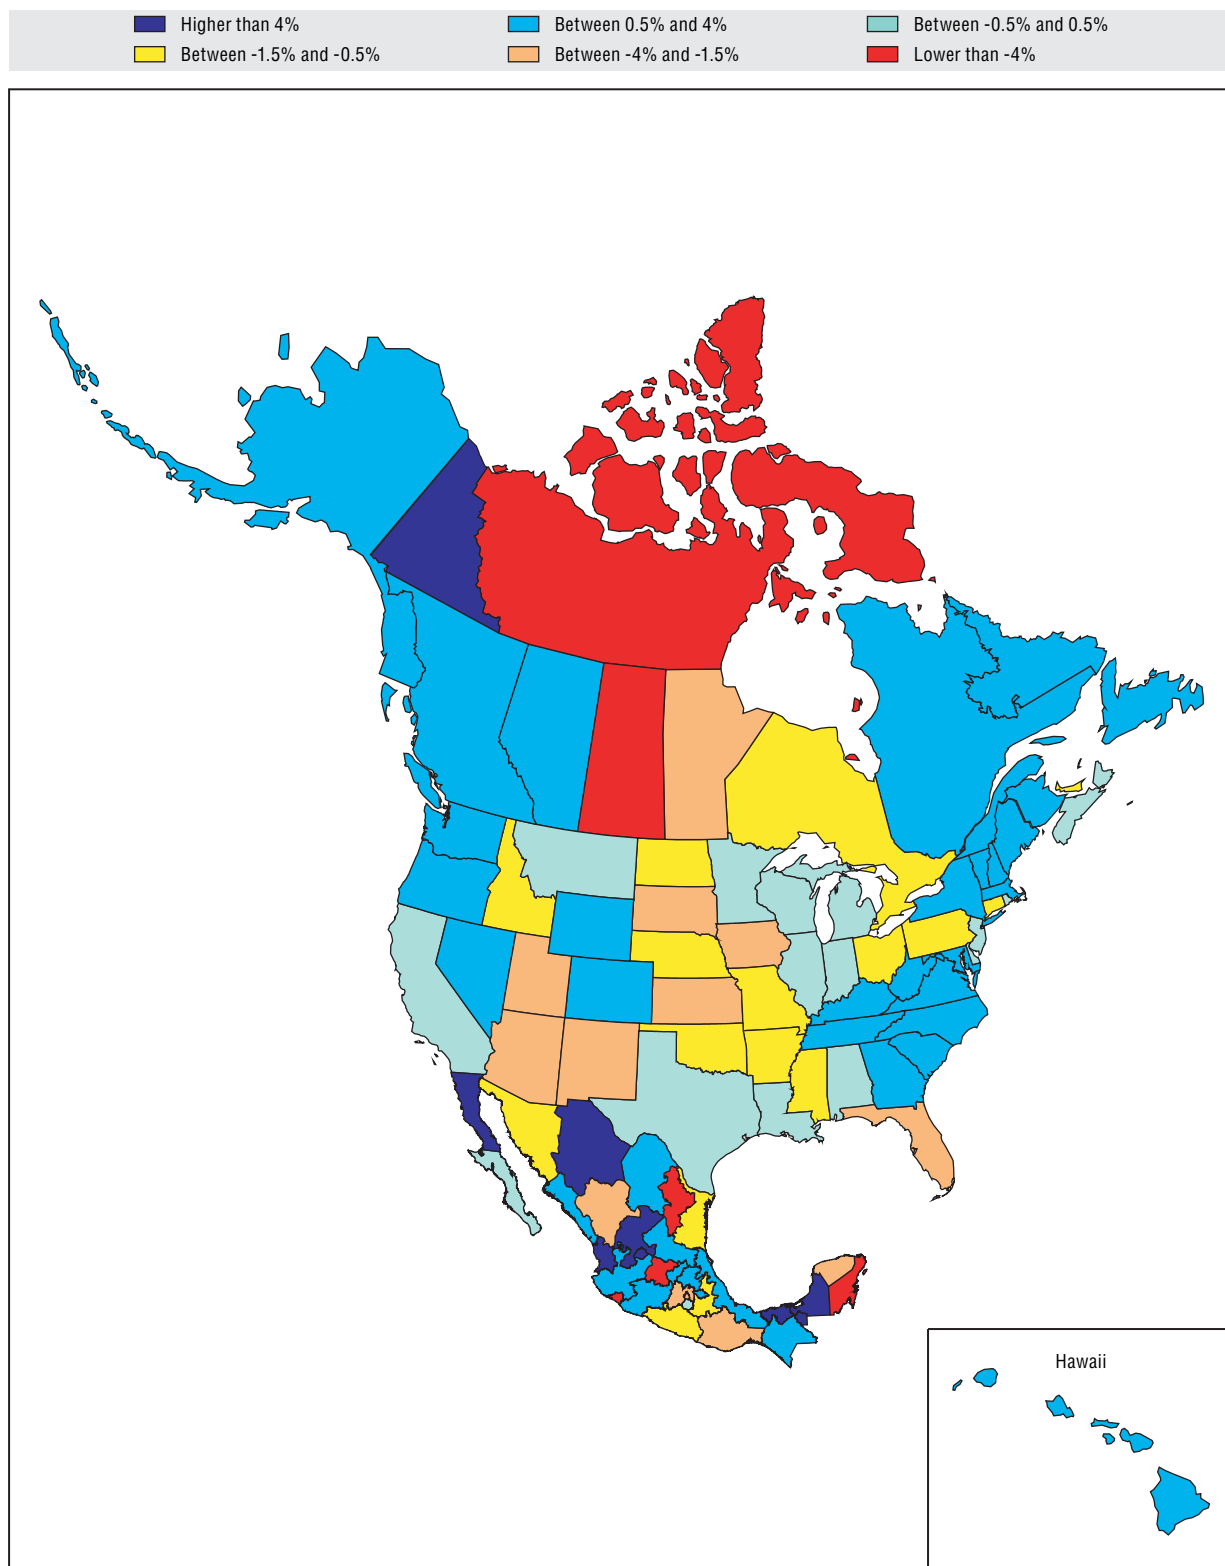 Higher than 4%
Between 0.5% and 4%
Between -0.5% and 0.5%
Between -1.5% and -0.5%
Between -4% and -1.5%
Lower than -4%
Hawaii